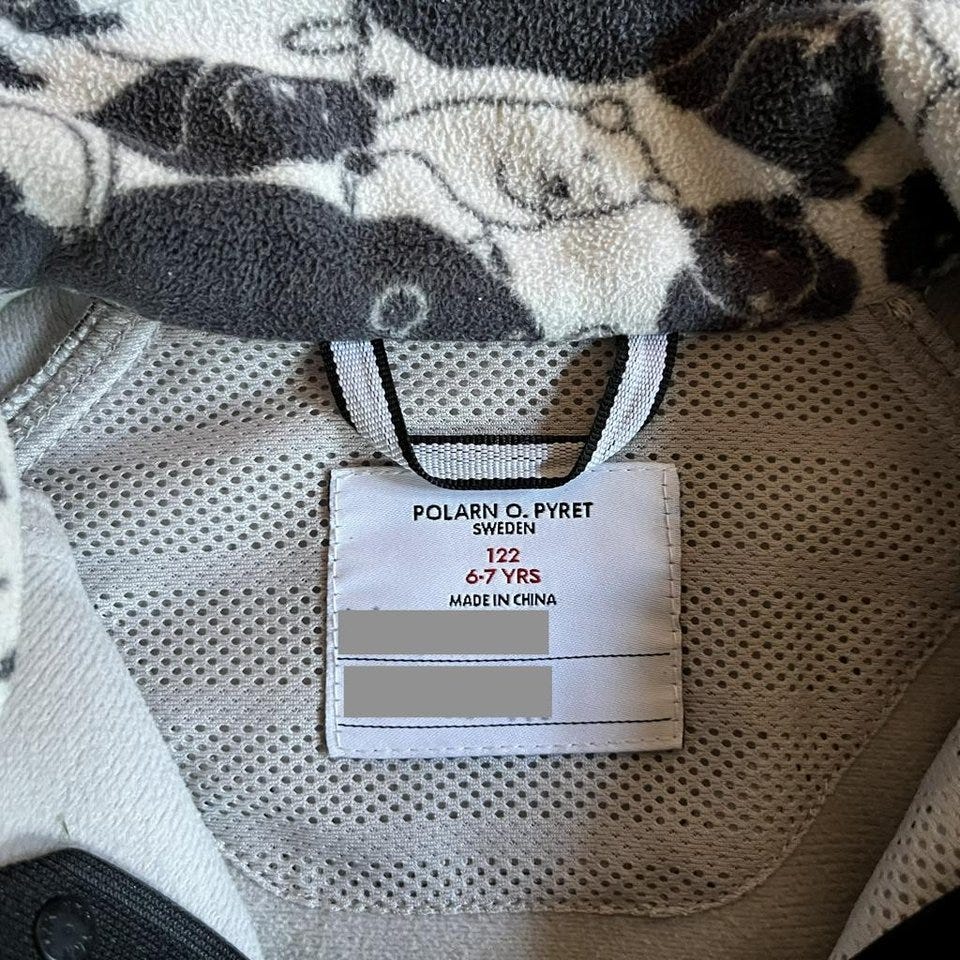 POLARN O. PYRET
SWEDEN
122
6-7 YRS
MADE IN CHINA